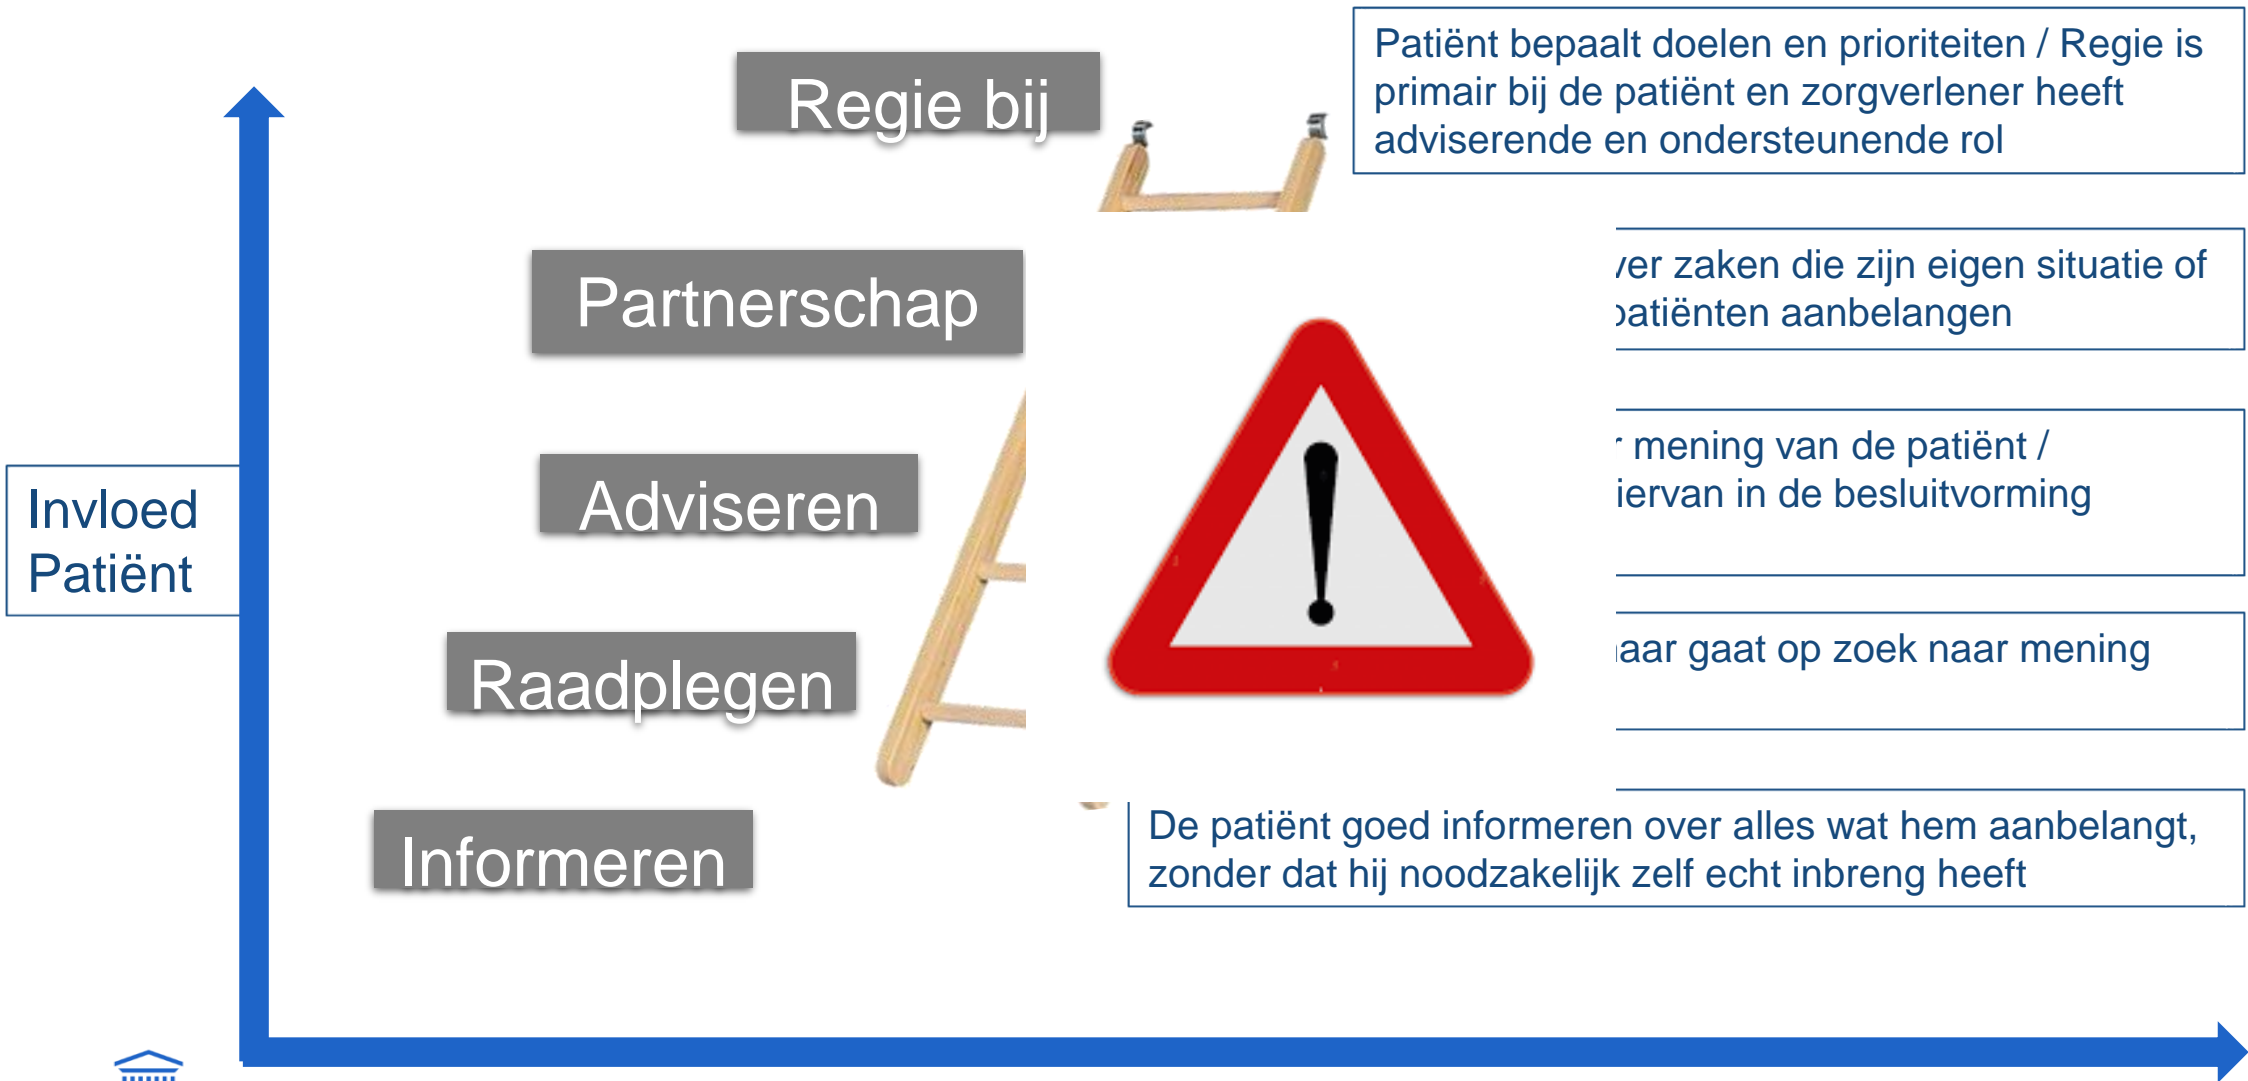 Regie bij
Patiënt bepaalt doelen en prioriteiten / Regie is
primair bij de patiënt en zorgverlener heeft
adviserende en ondersteunende rol
Partnerschap
zaken die zijn eigen situatie of
patiënten aanbelangen
Adviseren
mening van de patiënt /
in de besluitvorming
Invloed
Patiënt
Raadplegen
gaat op zoek naar mening
Informeren
De patiënt goed informeren over alles wat hem aanbelangt,
zonder dat hij noodzakelijk zelf echt inbreng heeft